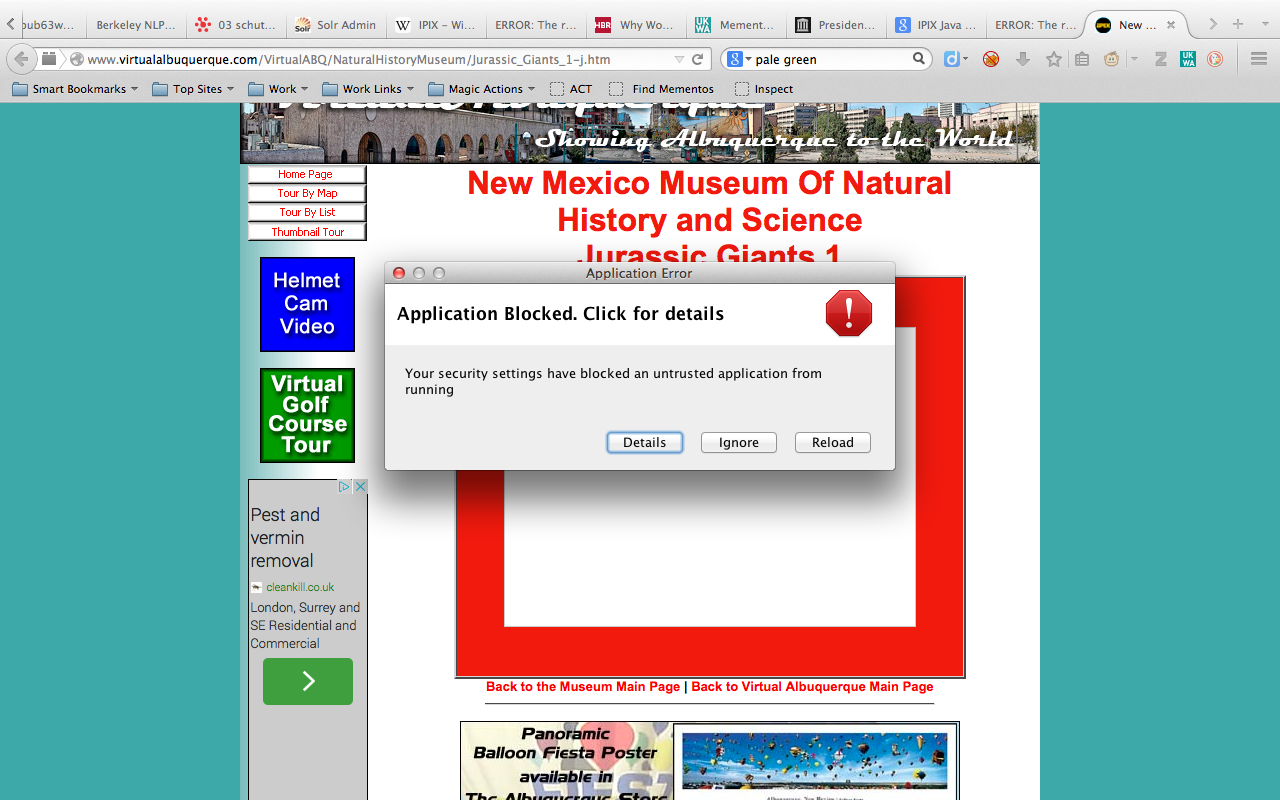 pub63w...
Berkeley NLP...
03 schut...
Solr Admin
IPIX – Wi...
ERROR: The r...
Why Wo...
Mement...
Presiden...
IPIX Java ...
ERROR: The r...
New ...
www.virtualalbuquerque.com/VirtualABQ/NaturalHistoryMuseum/Jurassic_Giants_1-j.htm
pale green
Smart Bookmarks
Top Sites
Work
Work Links
Magic Actions
ACT
Find Mementos
Inspect
Showing Albuquerque to the World
Home Page
Tour By Map
Tour By List
Thumbnail Tour
New Mexico Museum Of Natural
History and Science
Jurassic Giants 1
Helmet
Cam
Video
Virtual
Golf
Course
Tour
Application Error
Application Blocked. Click for details
Your security settings have blocked an untrusted application from
running
Details
Ignore
Reload
Pest and
vermin
removal
cleankill.co.uk
London, Surrey and
SE Residential and
Commercial
Back to the Museum Main Page | Back to Virtual Albuquerque Main Page
Panoramic
Balloon Fiesta Poster
available in
The Albuquerque Store